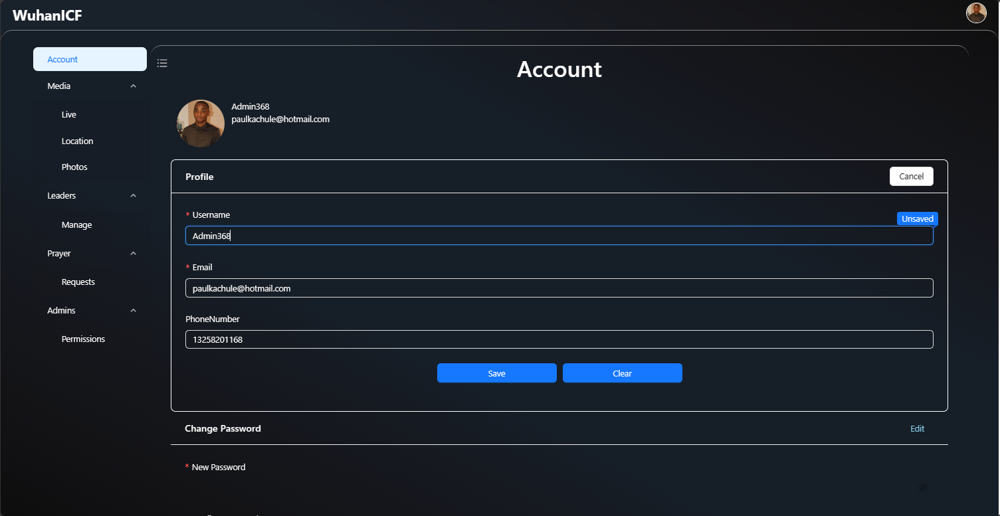 WuhanICF
Account
Media
Live
Location
Photos
Leaders
Manage
Prayer
Requests
Admins
Permissions
Account
Admin368
paulkachule@hotmail.com
Profile
Cancel
* Username
Unsaved
Admin368
* Email
paulkachule@hotmail.com
PhoneNumber
13258201168
Save
Clear
Change Password
Edit
* New Password